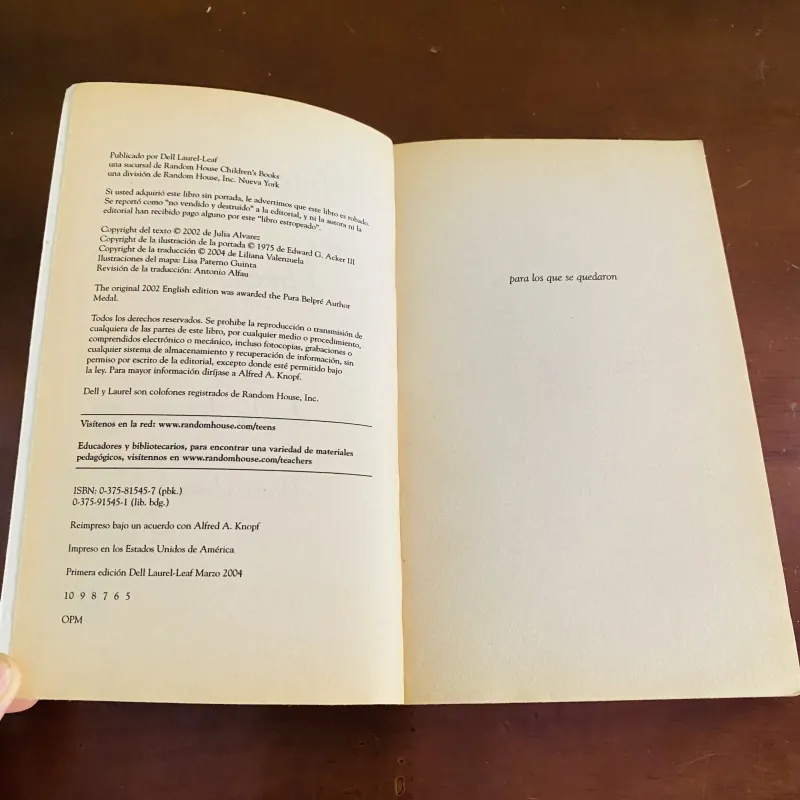 Publicado por Dell Laurel-Leaf
una sucursal de Random House Children's Books
una división de Random House, Inc. Nueva York
Si usted adquirió este libro sin portada, le advertimos que este libro es robado.
Se reportó como "no vendido y destruido" a la editorial, y ni la autora ni la
editorial han recibido pago alguno por este "libro estropeado".
Copyright del texto © 2002 de Julia Alvarez
Copyright de la ilustración de la portada © 1975 de Edward G. Acker III
Copyright de la traducción © 2004 de Liliana Valenzuela
Ilustraciones del mapa: Lisa Paterno Guinta
Revisión de la traducción: Antonio Alfau
The original 2002 English edition was awarded the Pura Belpré Author
Medal.
Todos los derechos reservados. Se prohíbe la reproducción o transmisión de
cualquiera de las partes de este libro, por cualquier medio o procedimiento,
comprendidos electrónico o mecánico, incluso fotocopias, grabaciones o
cualquier sistema de almacenamiento y recuperación de información, sin
permiso por escrito de la editorial, excepto donde esté permitido bajo
la ley. Para mayor información diríjase a Alfred A. Knopf.
Dell y Laurel son colofones registrados de Random House, Inc.
Visítenos en la red: www.randomhouse.com/teens
Educadores y bibliotecarios, para encontrar una variedad de materiales
pedagógicos, visítennos en www.randomhouse.com/teachers
ISBN: 0-375-81545-7 (pbk.)
0-375-91545-1 (lib. bdg.)
Reimpreso bajo un acuerdo con Alfred A. Knopf
Impreso en los Estados Unidos de América
Primera edición Dell Laurel-Leaf Marzo 2004
10 9 8 7 6 5
OPM
para los que se quedaron